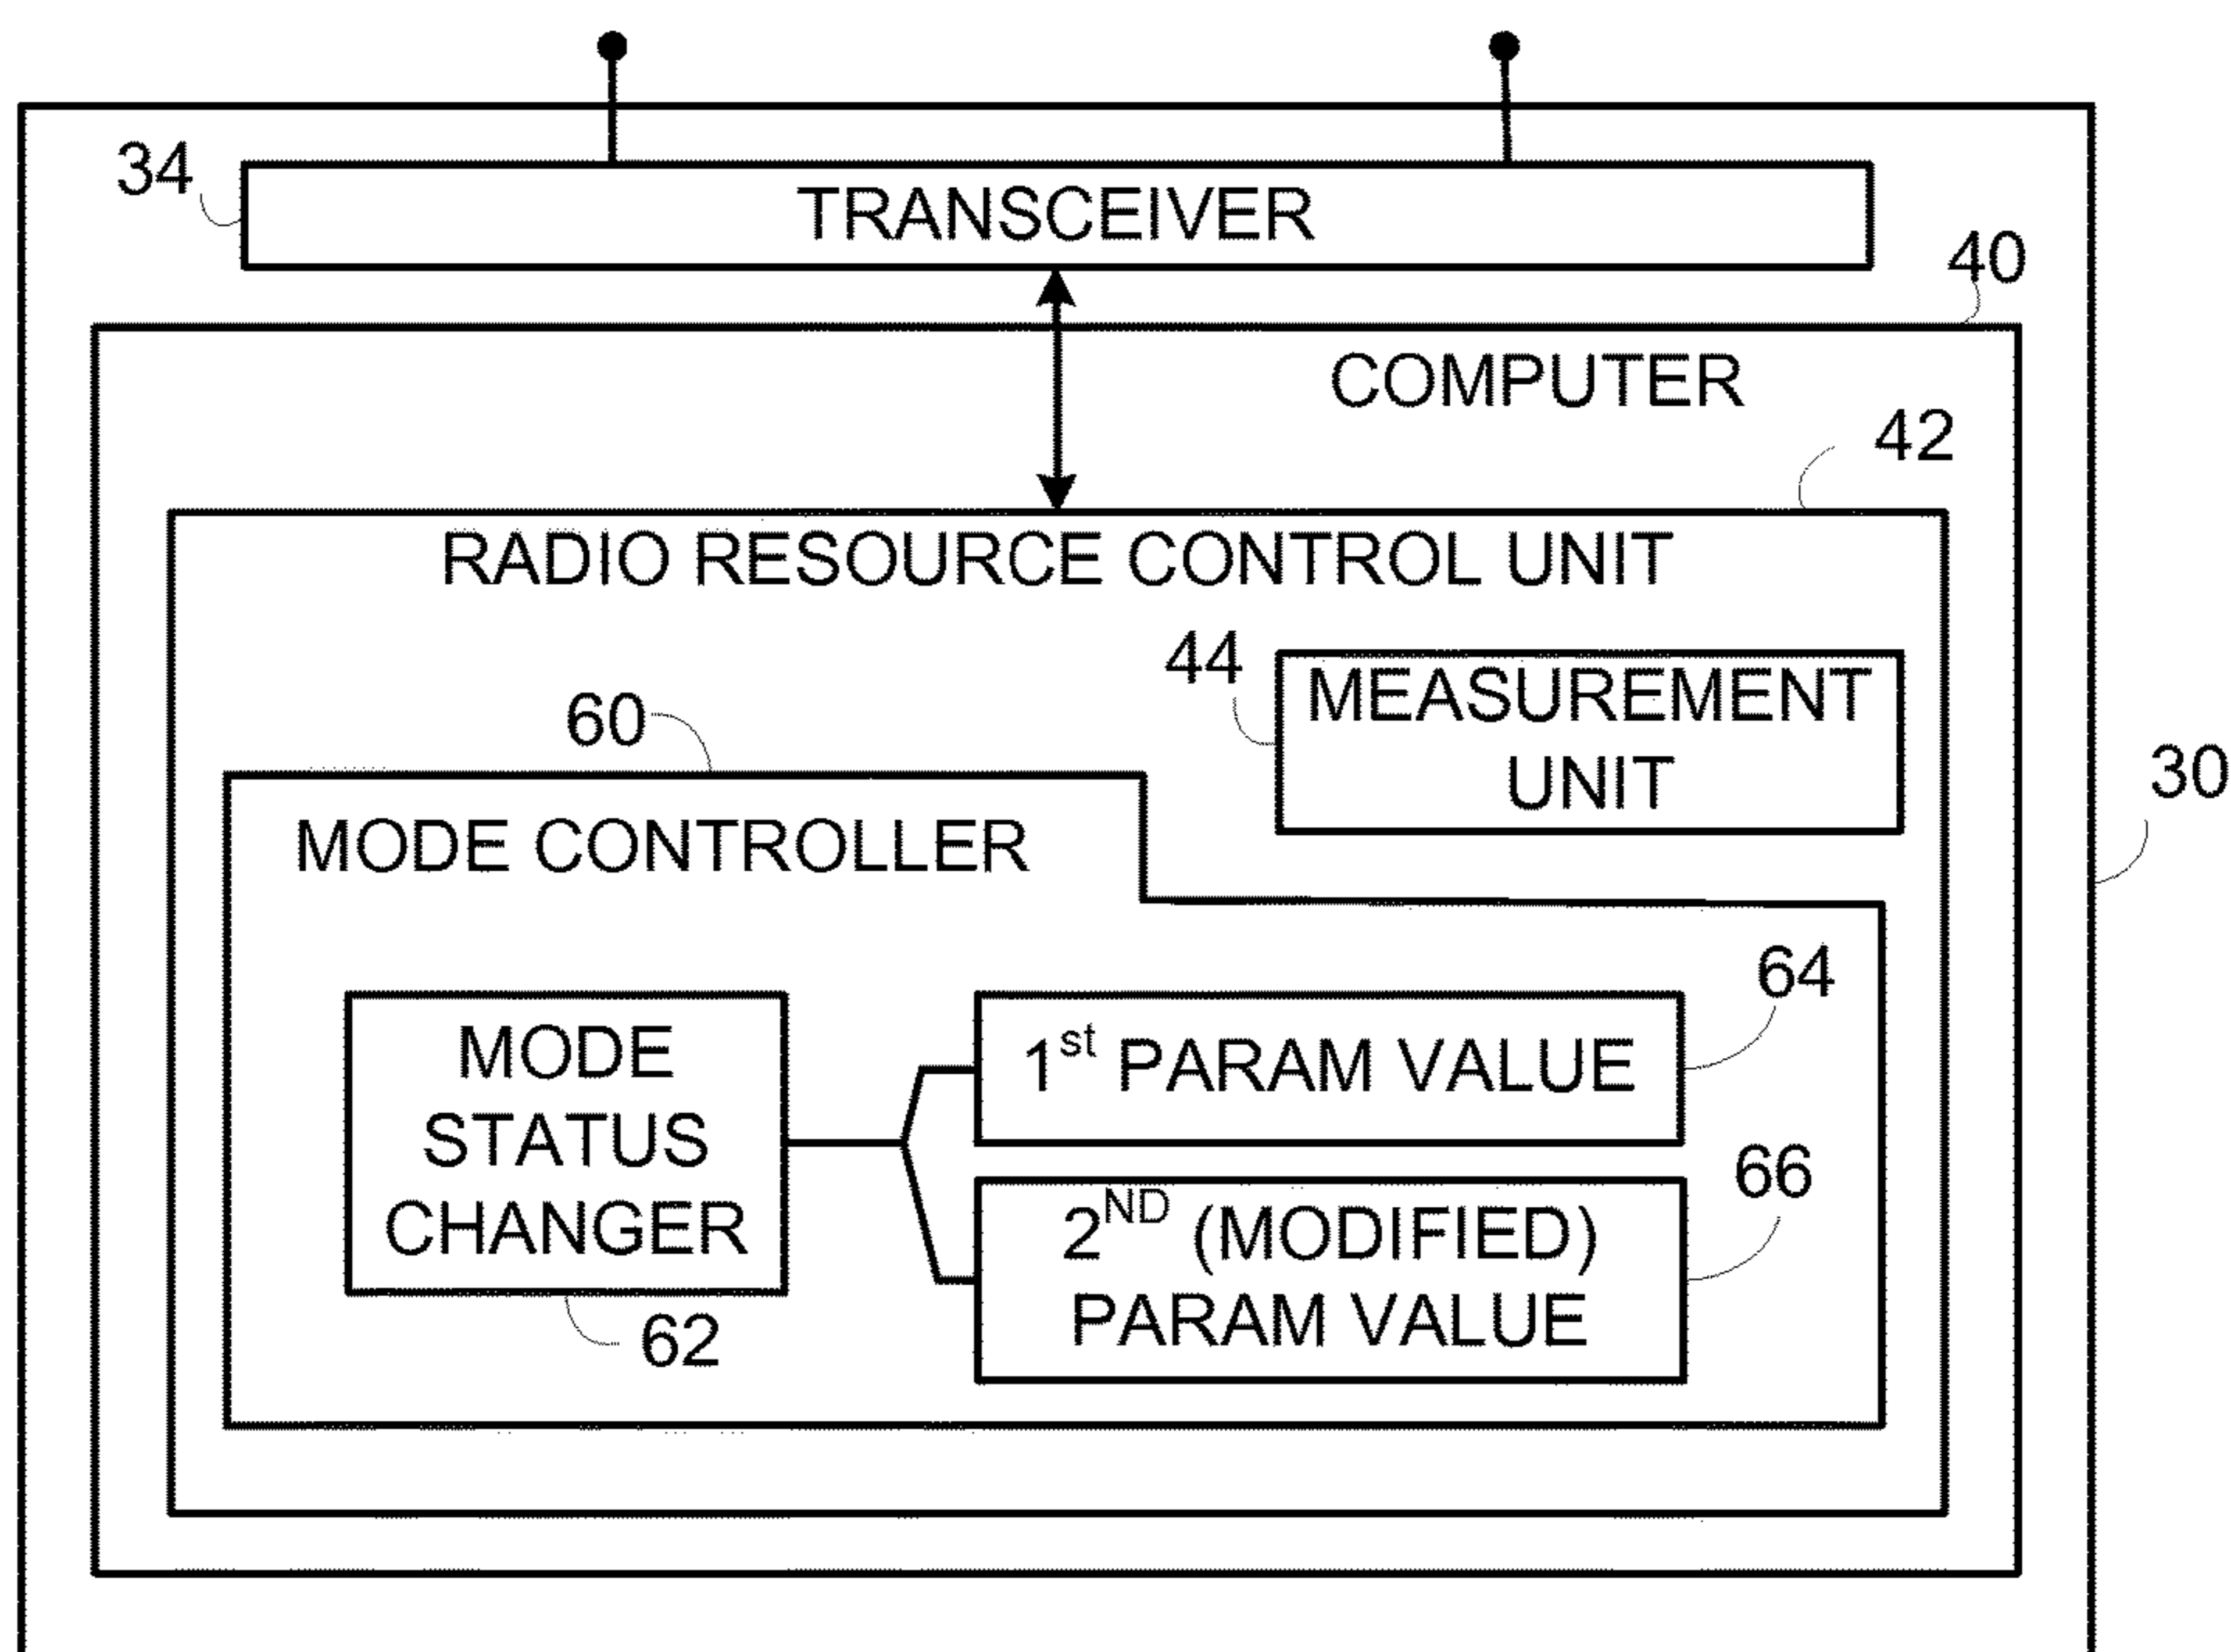 34
TRANSCEIVER
40
COMPUTER
42
RADIO RESOURCE CONTROL UNIT
44
MEASUREMENT
UNIT
30
60
MODE CONTROLLER
64
MODE
STATUS
CHANGER
62
1st PARAM VALUE
66
2ND (MODIFIED)
PARAM VALUE